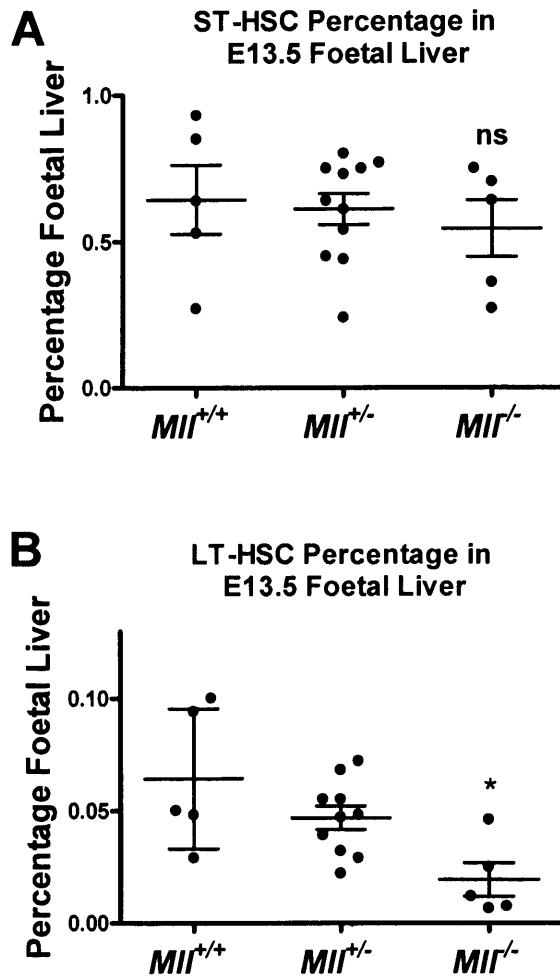 A
ST-HSC Percentage in
E13.5 Foetal Liver
Percentage Foetal Liver
1.0
0.5
0.0
ns
Mll+/+
Mll+/-
Mll-/-
B
LT-HSC Percentage in
E13.5 Foetal Liver
Percentage Foetal Liver
0.10
0.05
0.00
*
Mll+/+
Mll+/-
Mll-/-